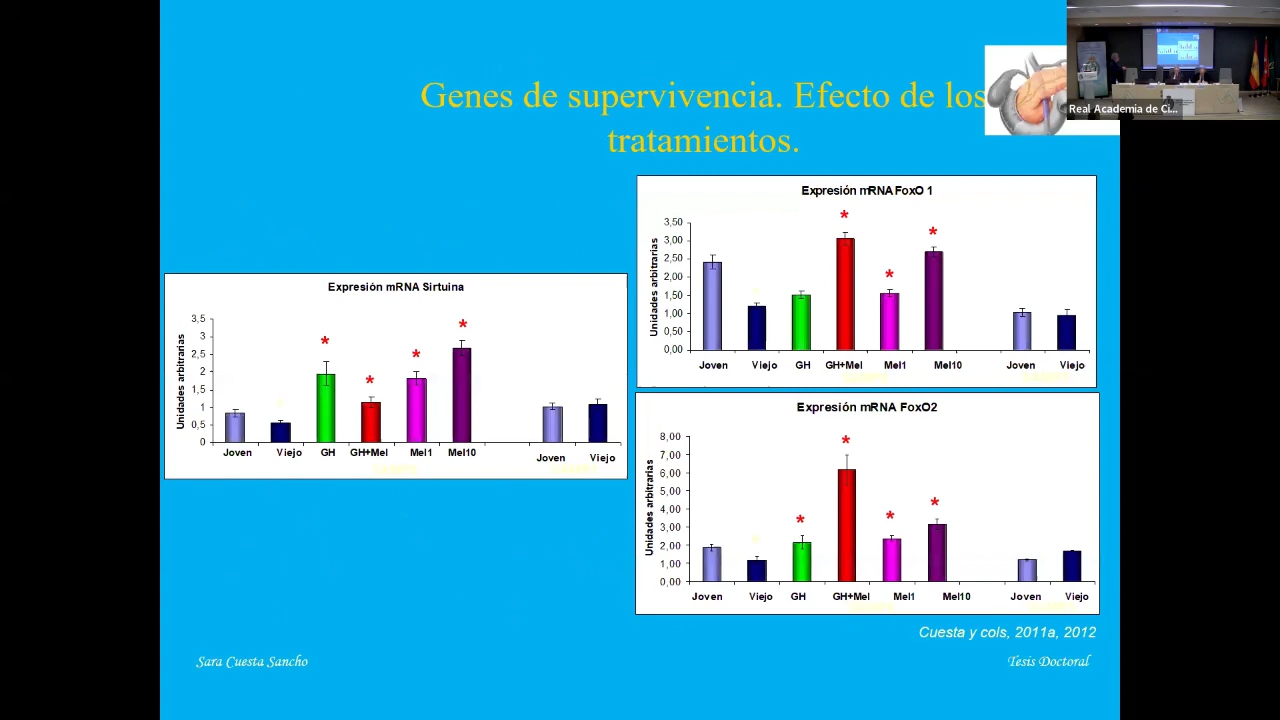 Genes de supervivencia. Efecto de los
tratamientos.
Real Academia de Ci...
Expresión mRNA FoxO 1
Unidades arbitrarias
3,50
3,00
2,50
2,00
1,50
1,00
0,50
0,00
*
*
*
Joven Viejo GH GH+Mel Mel1 Mel10 Joven Viejo
Expresión mRNA Sirtuina
Unidades arbitrarias
3,5
3
2,5
2
1,5
1
0,5
0
*
*
*
*
Joven Viejo GH GH+Mel Mel1 Mel10 Joven Viejo
Expresión mRNA FoxO2
Unidades arbitrarias
8,00
7,00
6,00
5,00
4,00
3,00
2,00
1,00
0,00
*
*
*
*
Joven Viejo GH GH+Mel Mel1 Mel10 Joven Viejo
Cuesta y cols, 2011a, 2012
Sara Cuesta Sancho
Tesis Doctoral